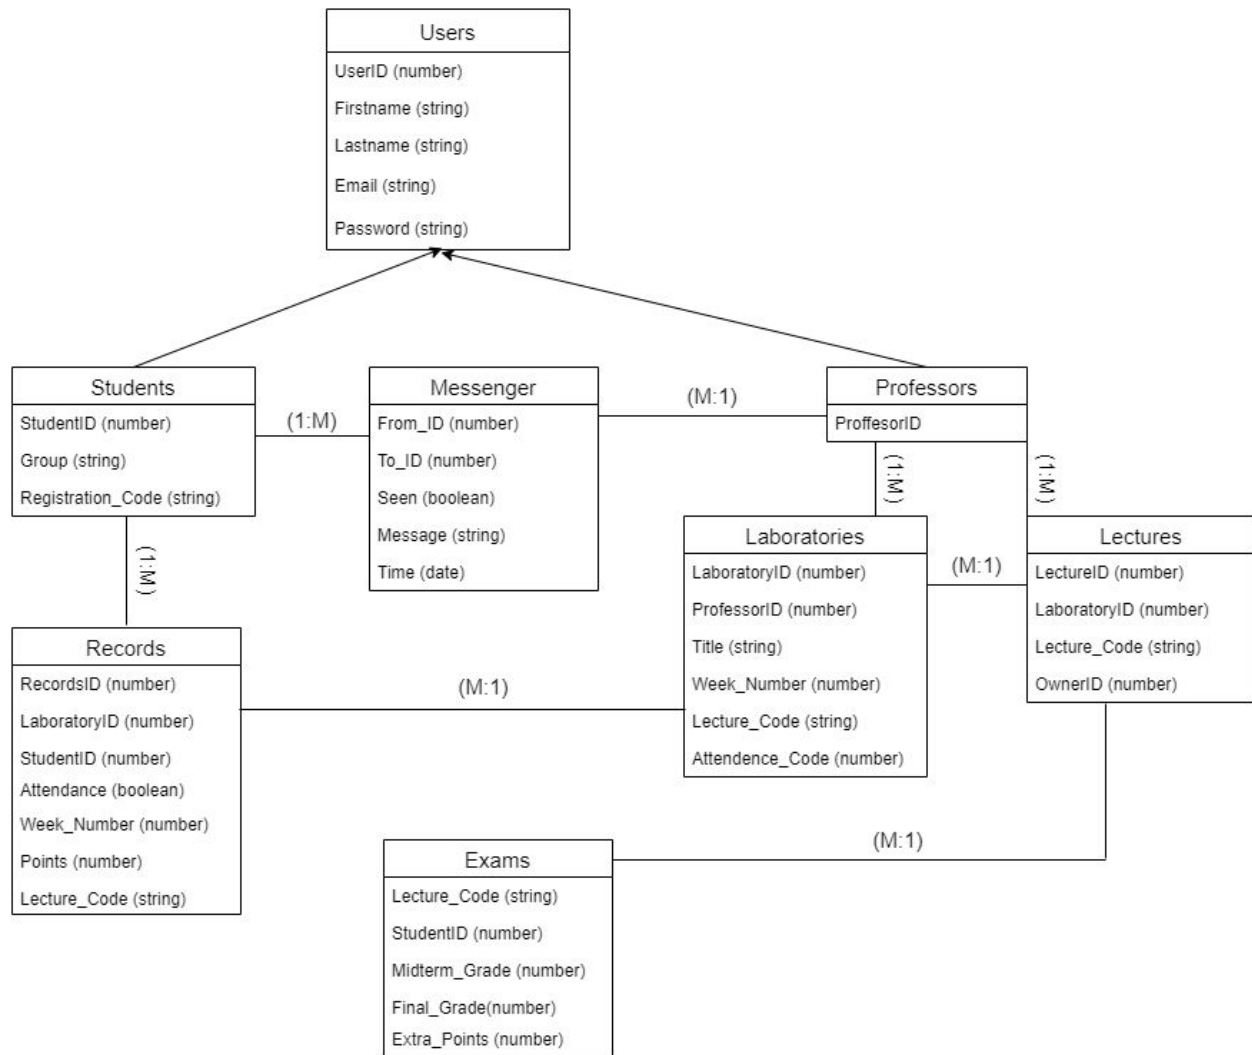 Users
UserID (number)
Firstname (string)
Lastname (string)
Email (string)
Password (string)
Students
StudentID (number)
Group (string)
Registration_Code (string)
(1:M)
Messenger
From_ID (number)
To_ID (number)
Seen (boolean)
Message (string)
Time (date)
(M:1)
Professors
ProffesorID
(1:M)
(1:M)
Laboratories
LaboratoryID (number)
ProfessorID (number)
Title (string)
Week_Number (number)
Lecture_Code (string)
Attendence_Code (number)
(M:1)
Lectures
LectureID (number)
LaboratoryID (number)
Lecture_Code (string)
OwnerID (number)
(1:M)
Records
RecordsID (number)
LaboratoryID (number)
StudentID (number)
Attendance (boolean)
Week_Number (number)
Points (number)
Lecture_Code (string)
(M:1)
(M:1)
Exams
Lecture_Code (string)
StudentID (number)
Midterm_Grade (number)
Final_Grade(number)
Extra_Points (number)